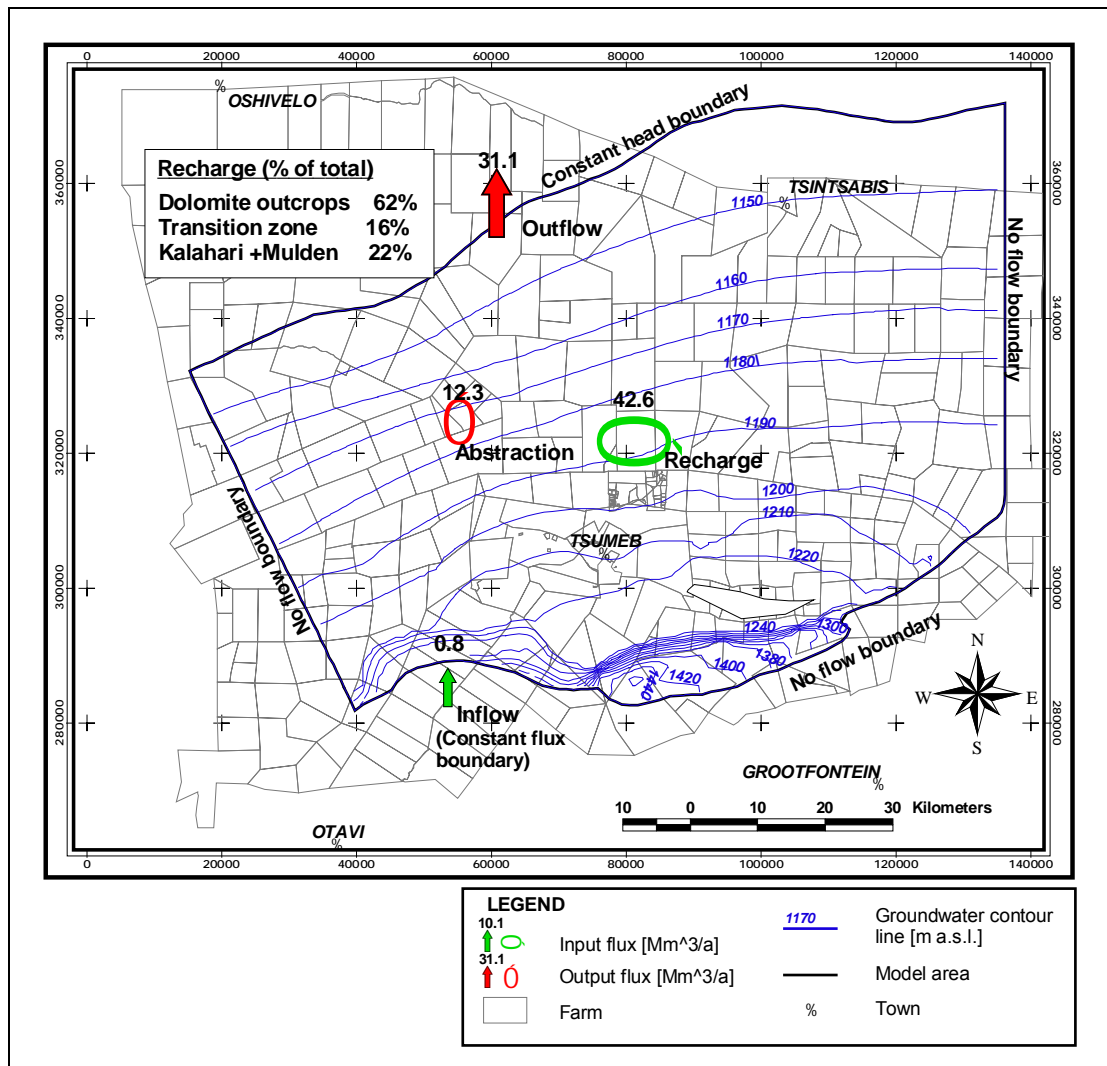 0 20000 40000 60000 80000 100000 120000 140000
%
OSHIVELO
Constant head boundary
31.1
Outflow
Recharge (% of total)
Dolomite outcrops 62%
Transition zone 16%
Kalahari +Mulden 22%
TSINTSABIS
%
360000
360000
1150
No flow boundary
1160
340000
340000
1170
1180
12.3
Abstraction
42.6
Recharge
1190
320000
320000
1200
1210
TSUMEB
%
1220
No flow boundary
300000
300000
1240
1300
1380
1400
1420
1440
No flow boundary
0.8
Inflow
(Constant flux
boundary)
280000
280000
N
W E
S
GROOTFONTEIN
%
10 0 10 20 30 Kilometers
OTAVI
%
0 20000 40000 60000 80000 100000 120000 140000
LEGEND
10.1
Input flux [Mm^3/a]
31.1
Output flux [Mm^3/a]
Farm
1170
Groundwater contour
line [m a.s.l.]
Model area
% Town